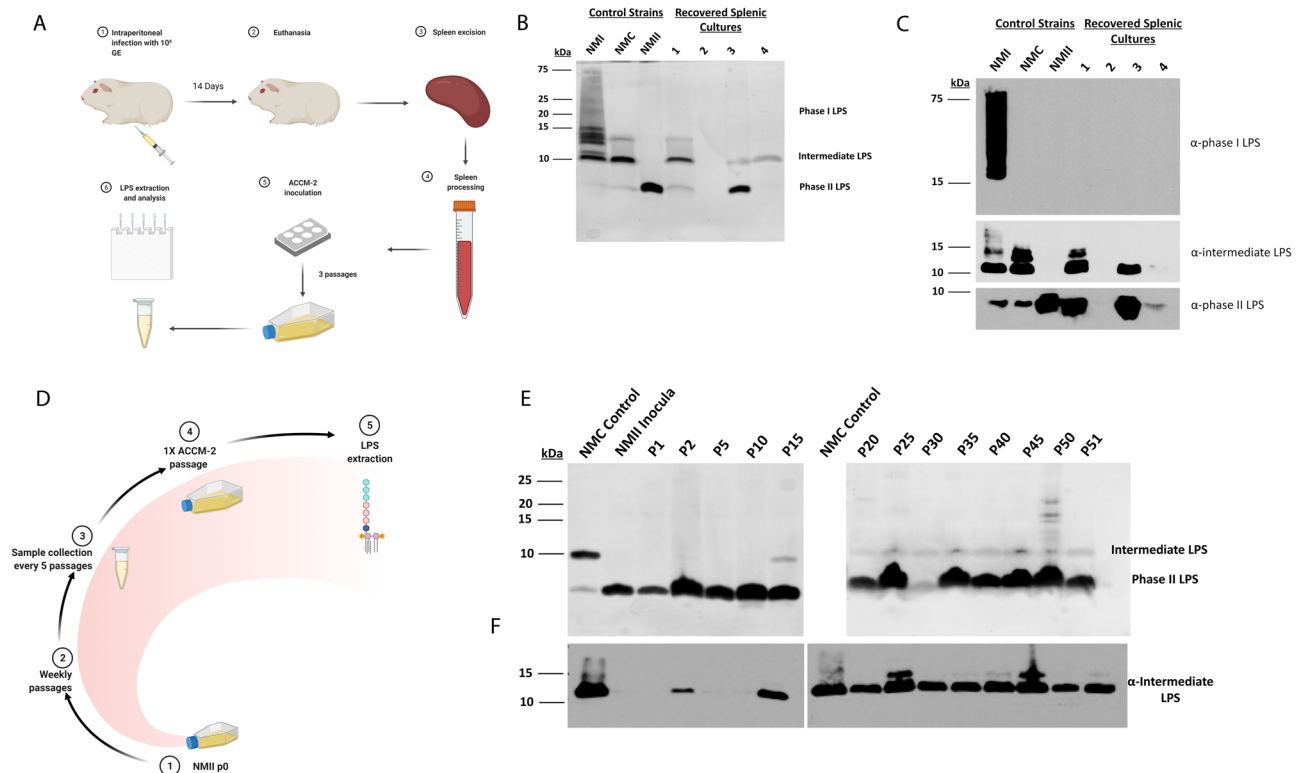 A
① Intraperitoneal
infection with 10⁶
GE
② Euthanasia
③ Spleen excision
14 Days
④ Spleen
processing
⑤ ACCM-2
inoculation
3 passages
⑥ LPS extraction
and analysis
B
Control Strains
Recovered Splenic
Cultures
kDa
NMI
NMC
NMII
1
2
3
4
75
25
20
15
10
Phase I LPS
Intermediate LPS
Phase II LPS
C
Control Strains
Recovered Splenic
Cultures
kDa
NMI
NMC
NMII
1
2
3
4
75
15
α-phase I LPS
15
10
α-intermediate LPS
10
α-phase II LPS
D
① NMII p0
② Weekly
passages
③ Sample collection
every 5 passages
④ 1X ACCM-2
passage
⑤ LPS
extraction
P
P
E
kDa
NMC Control
NMII Inocula
P1
P2
P5
P10
P15
NMC Control
P20
P25
P30
P35
P40
P45
P50
P51
25
20
15
10
Intermediate LPS
Phase II LPS
F
15
10
α-Intermediate
LPS